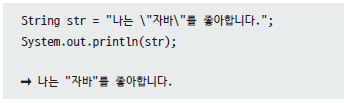 String str = "나는 \"자바\"를 좋아합니다.";
System.out.println(str);
→ 나는 "자바"를 좋아합니다.